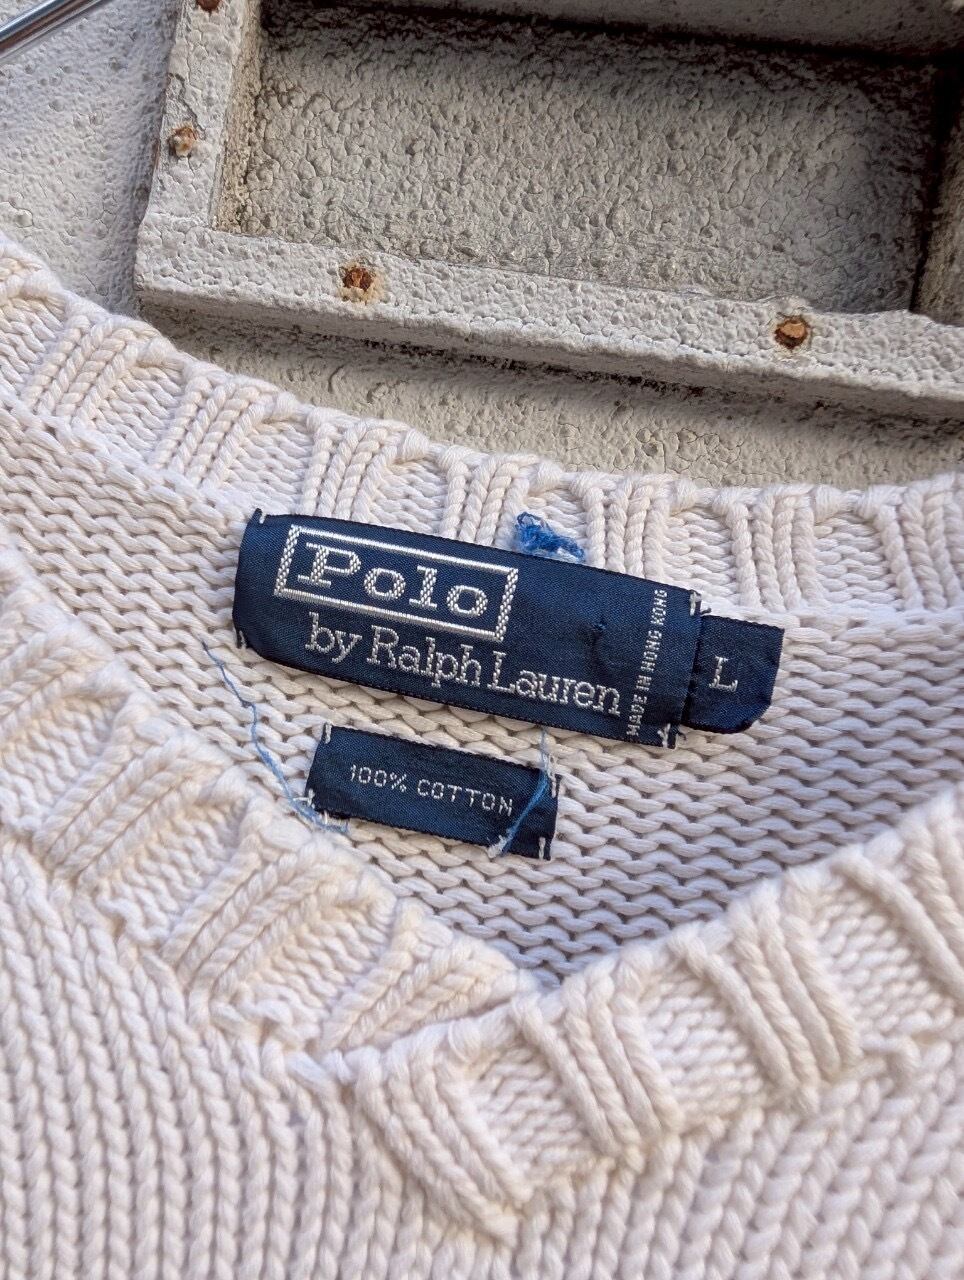 Polo
by Ralph Lauren
MADE IN HONG KONG
L
100% COTTON